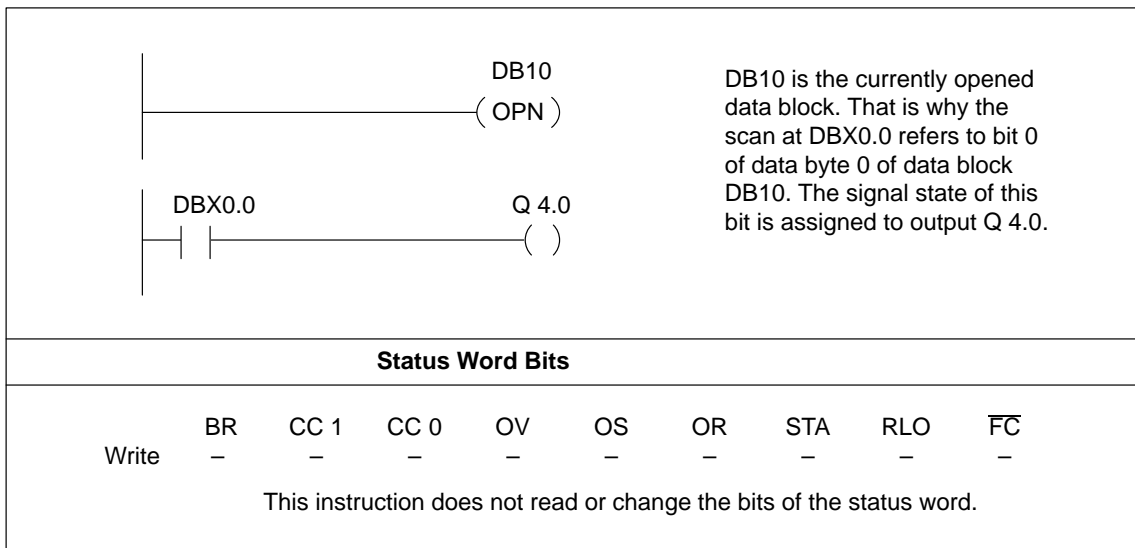 DB10
( OPN )
DBX0.0 Q 4.0
( )
DB10 is the currently opened
data block. That is why the
scan at DBX0.0 refers to bit 0
of data byte 0 of data block
DB10. The signal state of this
bit is assigned to output Q 4.0.
Status Word Bits
BR CC 1 CC 0 OV OS OR STA RLO F̅C̅
Write – – – – – – – – –
This instruction does not read or change the bits of the status word.